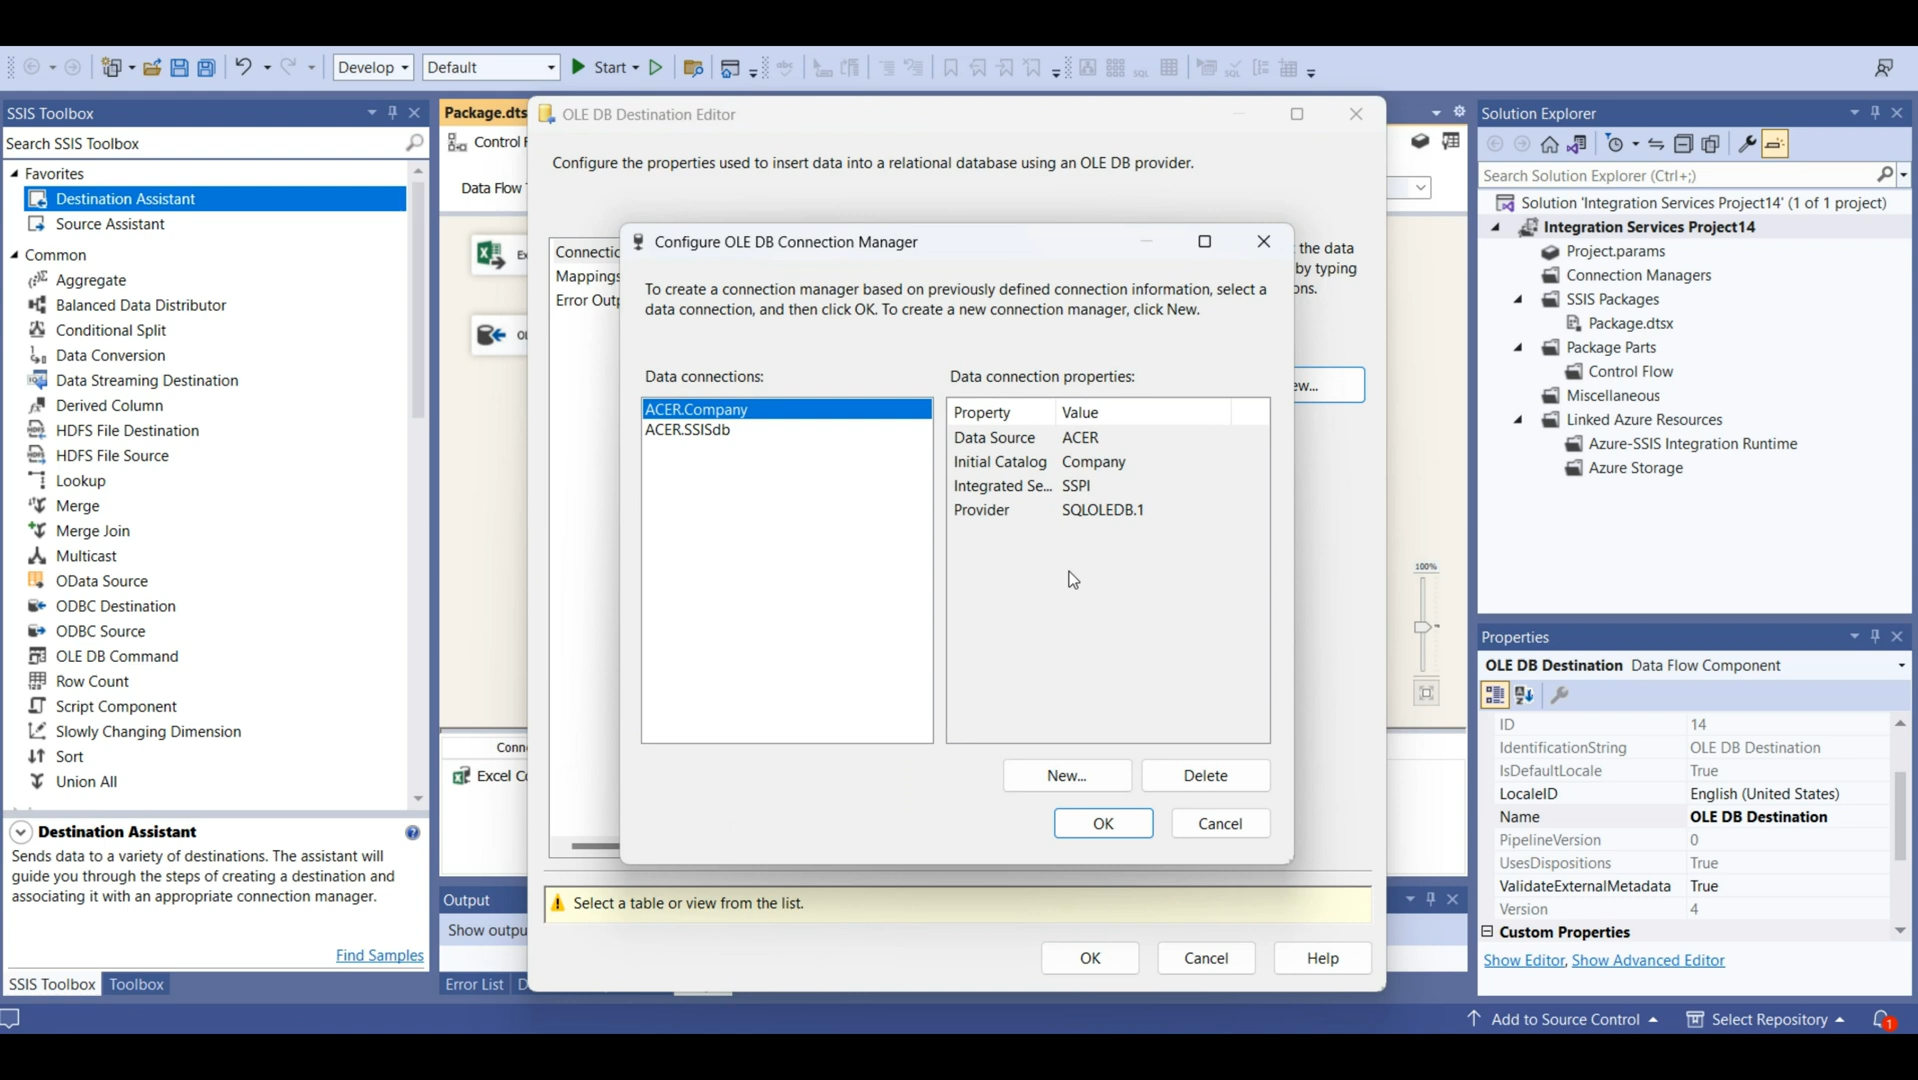 Develop
Default
Start
SSIS Toolbox
Search SSIS Toolbox
Favorites
Destination Assistant
Source Assistant
Common
Aggregate
Balanced Data Distributor
Conditional Split
Data Conversion
Data Streaming Destination
Derived Column
HDFS File Destination
HDFS File Source
Lookup
Merge
Merge Join
Multicast
OData Source
ODBC Destination
ODBC Source
OLE DB Command
Row Count
Script Component
Slowly Changing Dimension
Sort
Union All
Destination Assistant
Sends data to a variety of destinations. The assistant will
guide you through the steps of creating a destination and
associating it with an appropriate connection manager.
Find Samples
SSIS Toolbox
Toolbox
Package.dts
Control F
Data Flow
Output
Show outpu
Error List
OLE DB Destination Editor
Configure the properties used to insert data into a relational database using an OLE DB provider.
Connectic
Mappings
Error Outp
the data
by typing
ons.
ew...
Configure OLE DB Connection Manager
To create a connection manager based on previously defined connection information, select a
data connection, and then click OK. To create a new connection manager, click New.
Data connections:
ACER.Company
ACER.SSISdb
Data connection properties:
Property Value
Data Source ACER
Initial Catalog Company
Integrated Se... SSPI
Provider SQLOLEDB.1
New...
Delete
OK
Cancel
Conn
Excel Co
Select a table or view from the list.
OK
Cancel
Help
100%
Solution Explorer
Search Solution Explorer (Ctrl+;)
Solution 'Integration Services Project14' (1 of 1 project)
Integration Services Project14
Project.params
Connection Managers
SSIS Packages
Package.dtsx
Package Parts
Control Flow
Miscellaneous
Linked Azure Resources
Azure-SSIS Integration Runtime
Azure Storage
Properties
OLE DB Destination Data Flow Component
ID 14
IdentificationString OLE DB Destination
IsDefaultLocale True
LocaleID English (United States)
Name OLE DB Destination
PipelineVersion 0
UsesDispositions True
ValidateExternalMetadata True
Version 4
Custom Properties
Show Editor, Show Advanced Editor
Add to Source Control
Select Repository
1